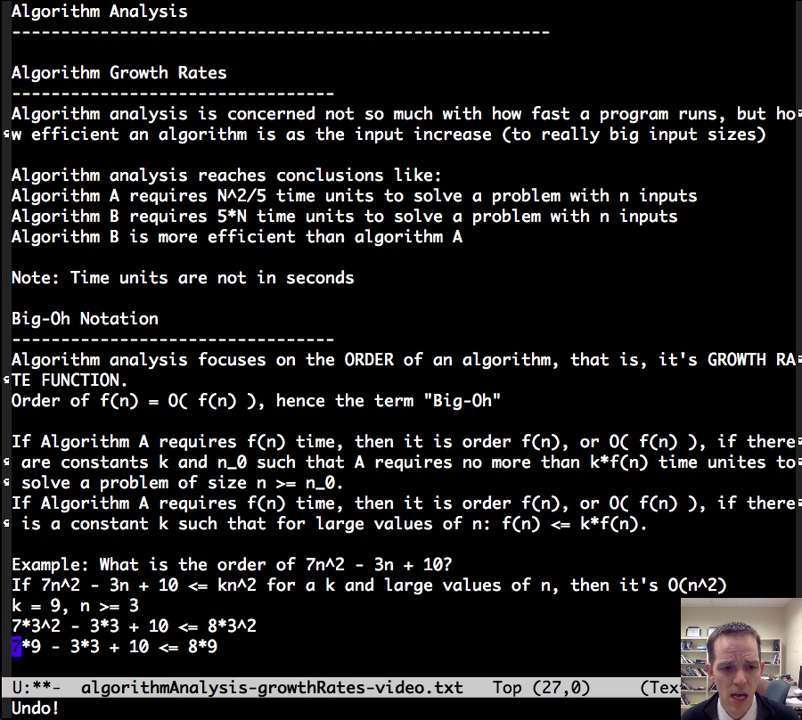 Algorithm Analysis
-------------------------------------------------------
Algorithm Growth Rates
---------------------------------
Algorithm analysis is concerned not so much with how fast a program runs, but ho
w efficient an algorithm is as the input increase (to really big input sizes)
Algorithm analysis reaches conclusions like:
Algorithm A requires N^2/5 time units to solve a problem with n inputs
Algorithm B requires 5*N time units to solve a problem with n inputs
Algorithm B is more efficient than algorithm A
Note: Time units are not in seconds
Big-Oh Notation
---------------------------------
Algorithm analysis focuses on the ORDER of an algorithm, that is, it's GROWTH RA
TE FUNCTION.
Order of f(n) = O( f(n) ), hence the term "Big-Oh"
If Algorithm A requires f(n) time, then it is order f(n), or O( f(n) ), if there
are constants k and n_0 such that A requires no more than k*f(n) time unites to
solve a problem of size n >= n_0.
If Algorithm A requires f(n) time, then it is order f(n), or O( f(n) ), if there
is a constant k such that for large values of n: f(n) <= k*f(n).
Example: What is the order of 7n^2 - 3n + 10?
If 7n^2 - 3n + 10 <= kn^2 for a k and large values of n, then it's O(n^2)
k = 9, n >= 3
7*3^2 - 3*3 + 10 <= 8*3^2
7*9 - 3*3 + 10 <= 8*9
U:**- algorithmAnalysis-growthRates-video.txt Top (27,0) (Tex
Undo!